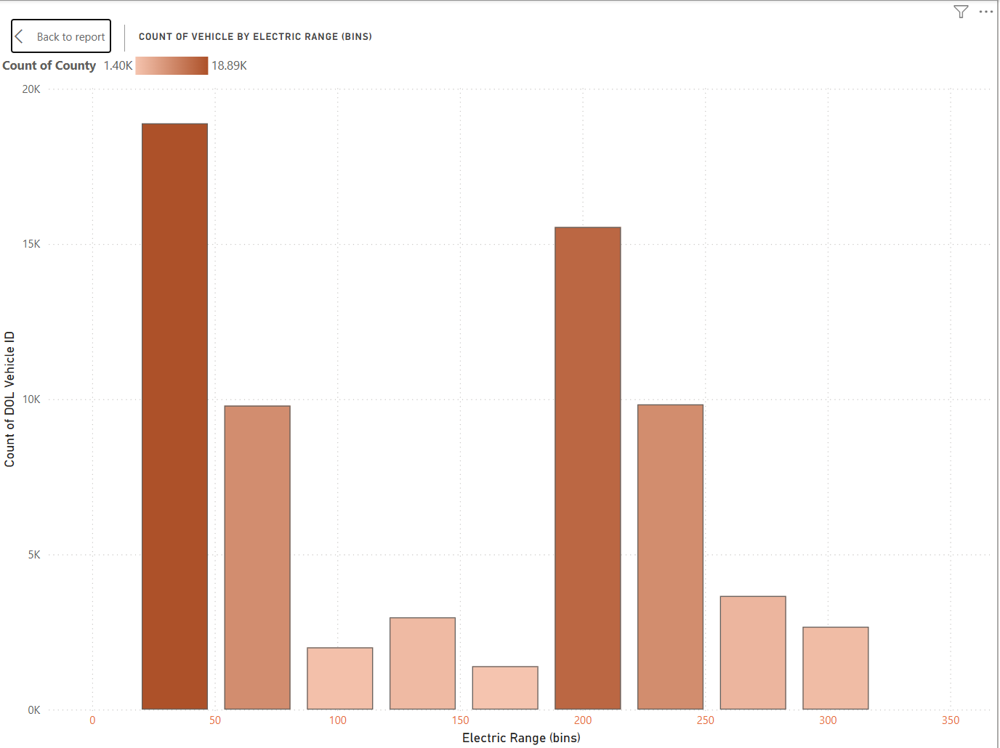 Back to report
COUNT OF VEHICLE BY ELECTRIC RANGE (BINS)
Count of County 1.40K 18.89K
20K
15K
10K
5K
0K
Count of DOL Vehicle ID
0 50 100 150 200 250 300 350
Electric Range (bins)